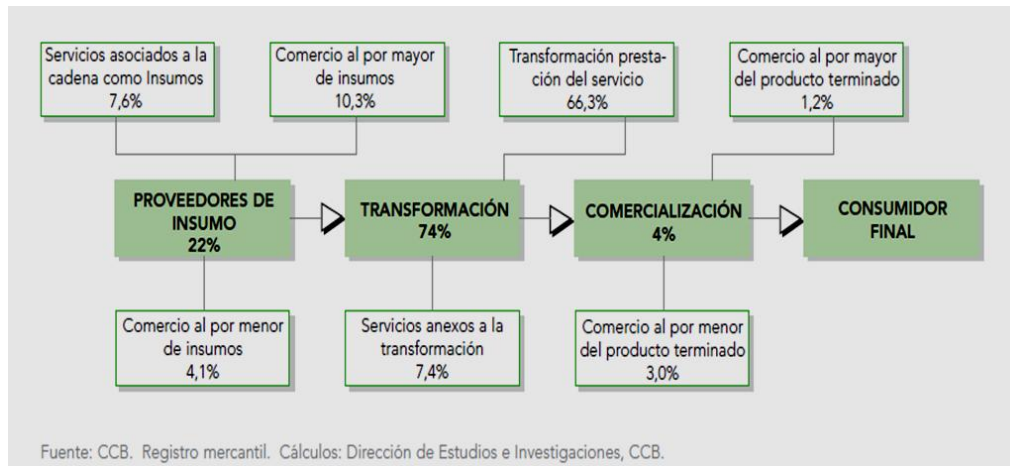 Servicios asociados a la
cadena como Insumos
7,6%
Comercio al por mayor
de insumos
10,3%
Transformación presta-
ción del servicio
66,3%
Comercio al por mayor
del producto terminado
1,2%
PROVEEDORES DE
INSUMO
22%
TRANSFORMACIÓN
74%
COMERCIALIZACIÓN
4%
CONSUMIDOR
FINAL
Comercio al por menor
de insumos
4,1%
Servicios anexos a la
transformación
7,4%
Comercio al por menor
del producto terminado
3,0%
Fuente: CCB. Registro mercantil. Cálculos: Dirección de Estudios e Investigaciones, CCB.